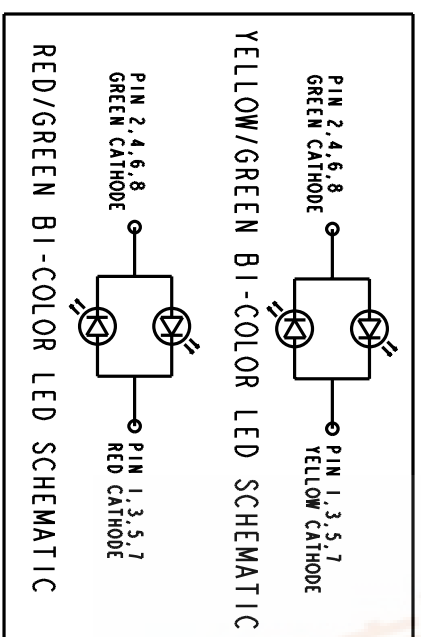 PIN 2,4,6,8
GREEN CATHODE
PIN 1,3,5,7
YELLOW CATHODE
YELLOW/GREEN BI-COLOR LED SCHEMATIC
PIN 2,4,6,8
GREEN CATHODE
PIN 1,3,5,7
RED CATHODE
RED/GREEN BI-COLOR LED SCHEMATIC